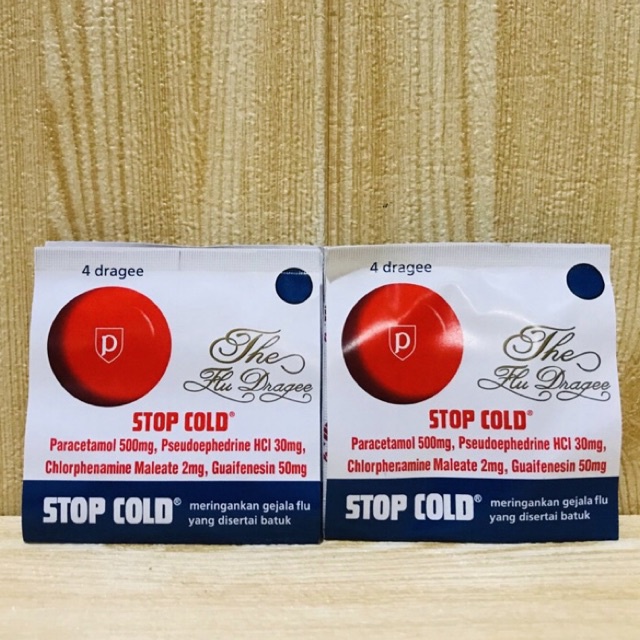 4 dragee
p
The
Flu Dragee
STOP COLD®
Paracetamol 500mg, Pseudoephedrine HCl 30mg,
Chlorphenamine Maleate 2mg, Guaifenesin 50mg
STOP COLD®
meringankan gejala flu
yang disertai batuk
4 dragee
p
The
Flu Dragee
STOP COLD®
Paracetamol 500mg, Pseudoephedrine HCl 30mg,
Chlorphenamine Maleate 2mg, Guaifenesin 50mg
STOP COLD®
meringankan gejala flu
yang disertai batuk